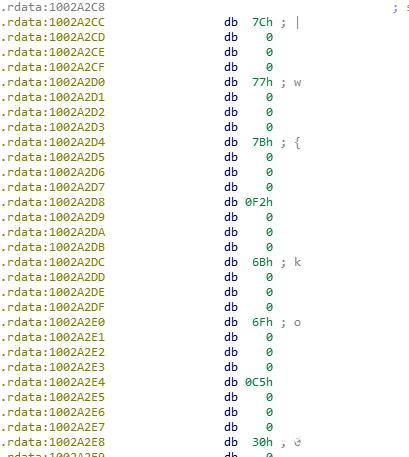 .rdata:1002A2C8 ; s
.rdata:1002A2CC db 7Ch ; |
.rdata:1002A2CD db 0
.rdata:1002A2CE db 0
.rdata:1002A2CF db 0
.rdata:1002A2D0 db 77h ; w
.rdata:1002A2D1 db 0
.rdata:1002A2D2 db 0
.rdata:1002A2D3 db 0
.rdata:1002A2D4 db 7Bh ; {
.rdata:1002A2D5 db 0
.rdata:1002A2D6 db 0
.rdata:1002A2D7 db 0
.rdata:1002A2D8 db 0F2h
.rdata:1002A2D9 db 0
.rdata:1002A2DA db 0
.rdata:1002A2DB db 0
.rdata:1002A2DC db 6Bh ; k
.rdata:1002A2DD db 0
.rdata:1002A2DE db 0
.rdata:1002A2DF db 0
.rdata:1002A2E0 db 6Fh ; o
.rdata:1002A2E1 db 0
.rdata:1002A2E2 db 0
.rdata:1002A2E3 db 0
.rdata:1002A2E4 db 0C5h
.rdata:1002A2E5 db 0
.rdata:1002A2E6 db 0
.rdata:1002A2E7 db 0
.rdata:1002A2E8 db 30h ;
.rdata:1002A2E9 db 0